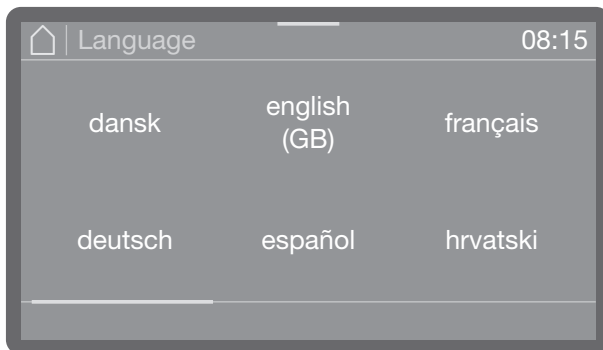 Language 08:15
dansk
english
(GB)
français
deutsch
español
hrvatski